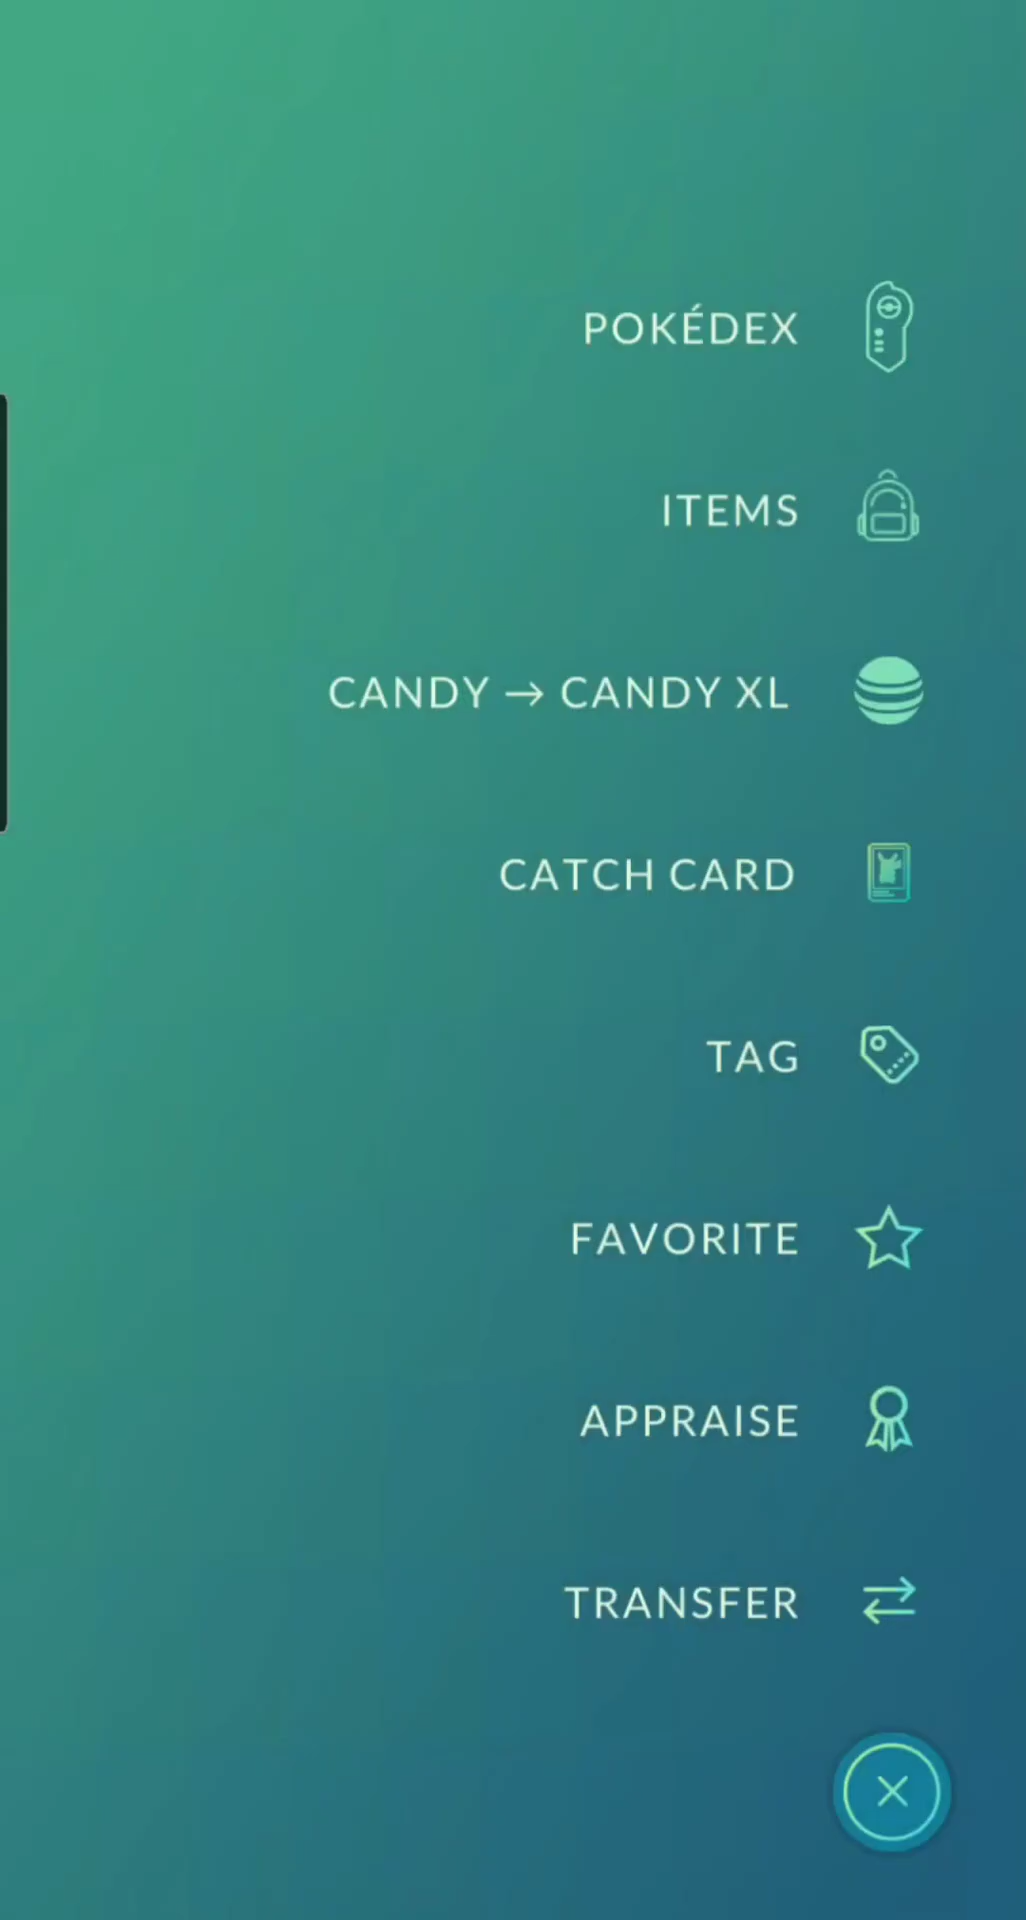 POKÉDEX
ITEMS
CANDY → CANDY XL
CATCH CARD
TAG
FAVORITE
APPRAISE
TRANSFER